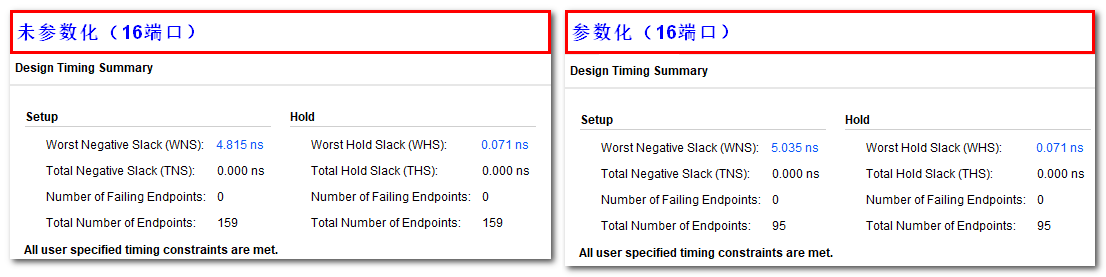 未参数化（16端口）
Design Timing Summary
Setup
Hold
Worst Negative Slack (WNS): 4.815 ns
Worst Hold Slack (WHS): 0.071 ns
Total Negative Slack (TNS): 0.000 ns
Total Hold Slack (THS): 0.000 ns
Number of Failing Endpoints: 0
Number of Failing Endpoints: 0
Total Number of Endpoints: 159
Total Number of Endpoints: 159
All user specified timing constraints are met.
参数化（16端口）
Design Timing Summary
Setup
Hold
Worst Negative Slack (WNS): 5.035 ns
Worst Hold Slack (WHS): 0.071 ns
Total Negative Slack (TNS): 0.000 ns
Total Hold Slack (THS): 0.000 ns
Number of Failing Endpoints: 0
Number of Failing Endpoints: 0
Total Number of Endpoints: 95
Total Number of Endpoints: 95
All user specified timing constraints are met.